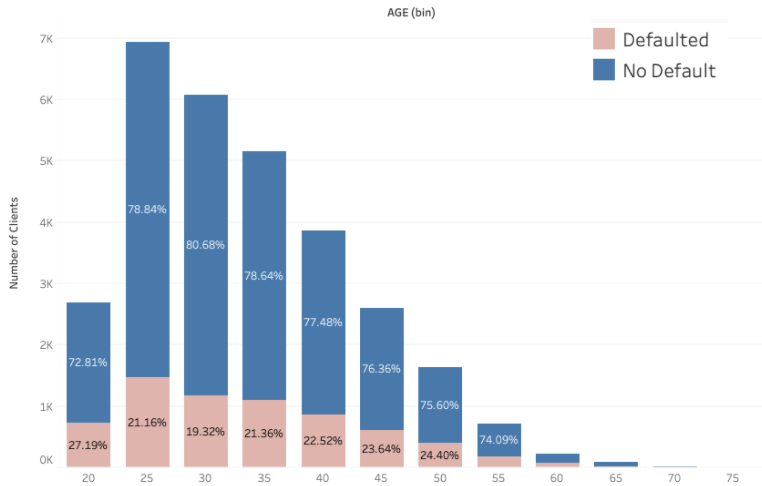 AGE (bin)
Defaulted
No Default
Number of Clients
7K
6K
5K
4K
3K
2K
1K
0K
72.81%
27.19%
78.84%
21.16%
80.68%
19.32%
78.64%
21.36%
77.48%
22.52%
76.36%
23.64%
75.60%
24.40%
74.09%
20 25 30 35 40 45 50 55 60 65 70 75